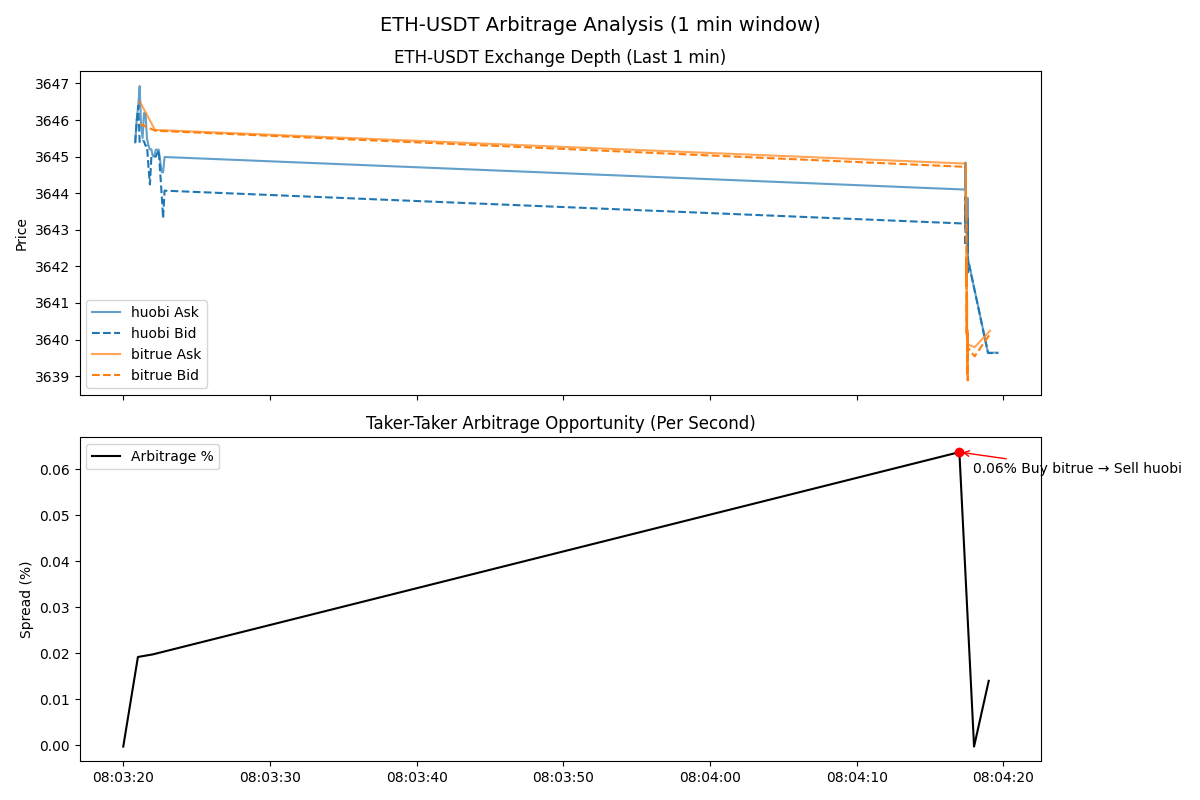 ETH-USDT Arbitrage Analysis (1 min window)
ETH-USDT Exchange Depth (Last 1 min)
3647
3646
3645
3644
3643
3642
3641
3640
3639
Price
huobi Ask
huobi Bid
bitrue Ask
bitrue Bid
Taker-Taker Arbitrage Opportunity (Per Second)
Arbitrage %
0.06% Buy bitrue → Sell huobi
0.06
0.05
0.04
0.03
0.02
0.01
0.00
Spread (%)
08:03:20 08:03:30 08:03:40 08:03:50 08:04:00 08:04:10 08:04:20